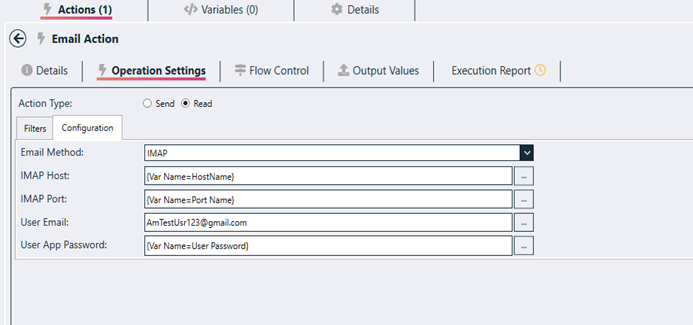 Actions (1) Variables (0) Details
Email Action
Details Operation Settings Flow Control Output Values Execution Report
Action Type: Send Read
Filters Configuration
Email Method: IMAP
IMAP Host: {Var Name=HostName} ...
IMAP Port: {Var Name=Port Name} ...
User Email: AmTestUsr123@gmail.com ...
User App Password: {Var Name=User Password} ...